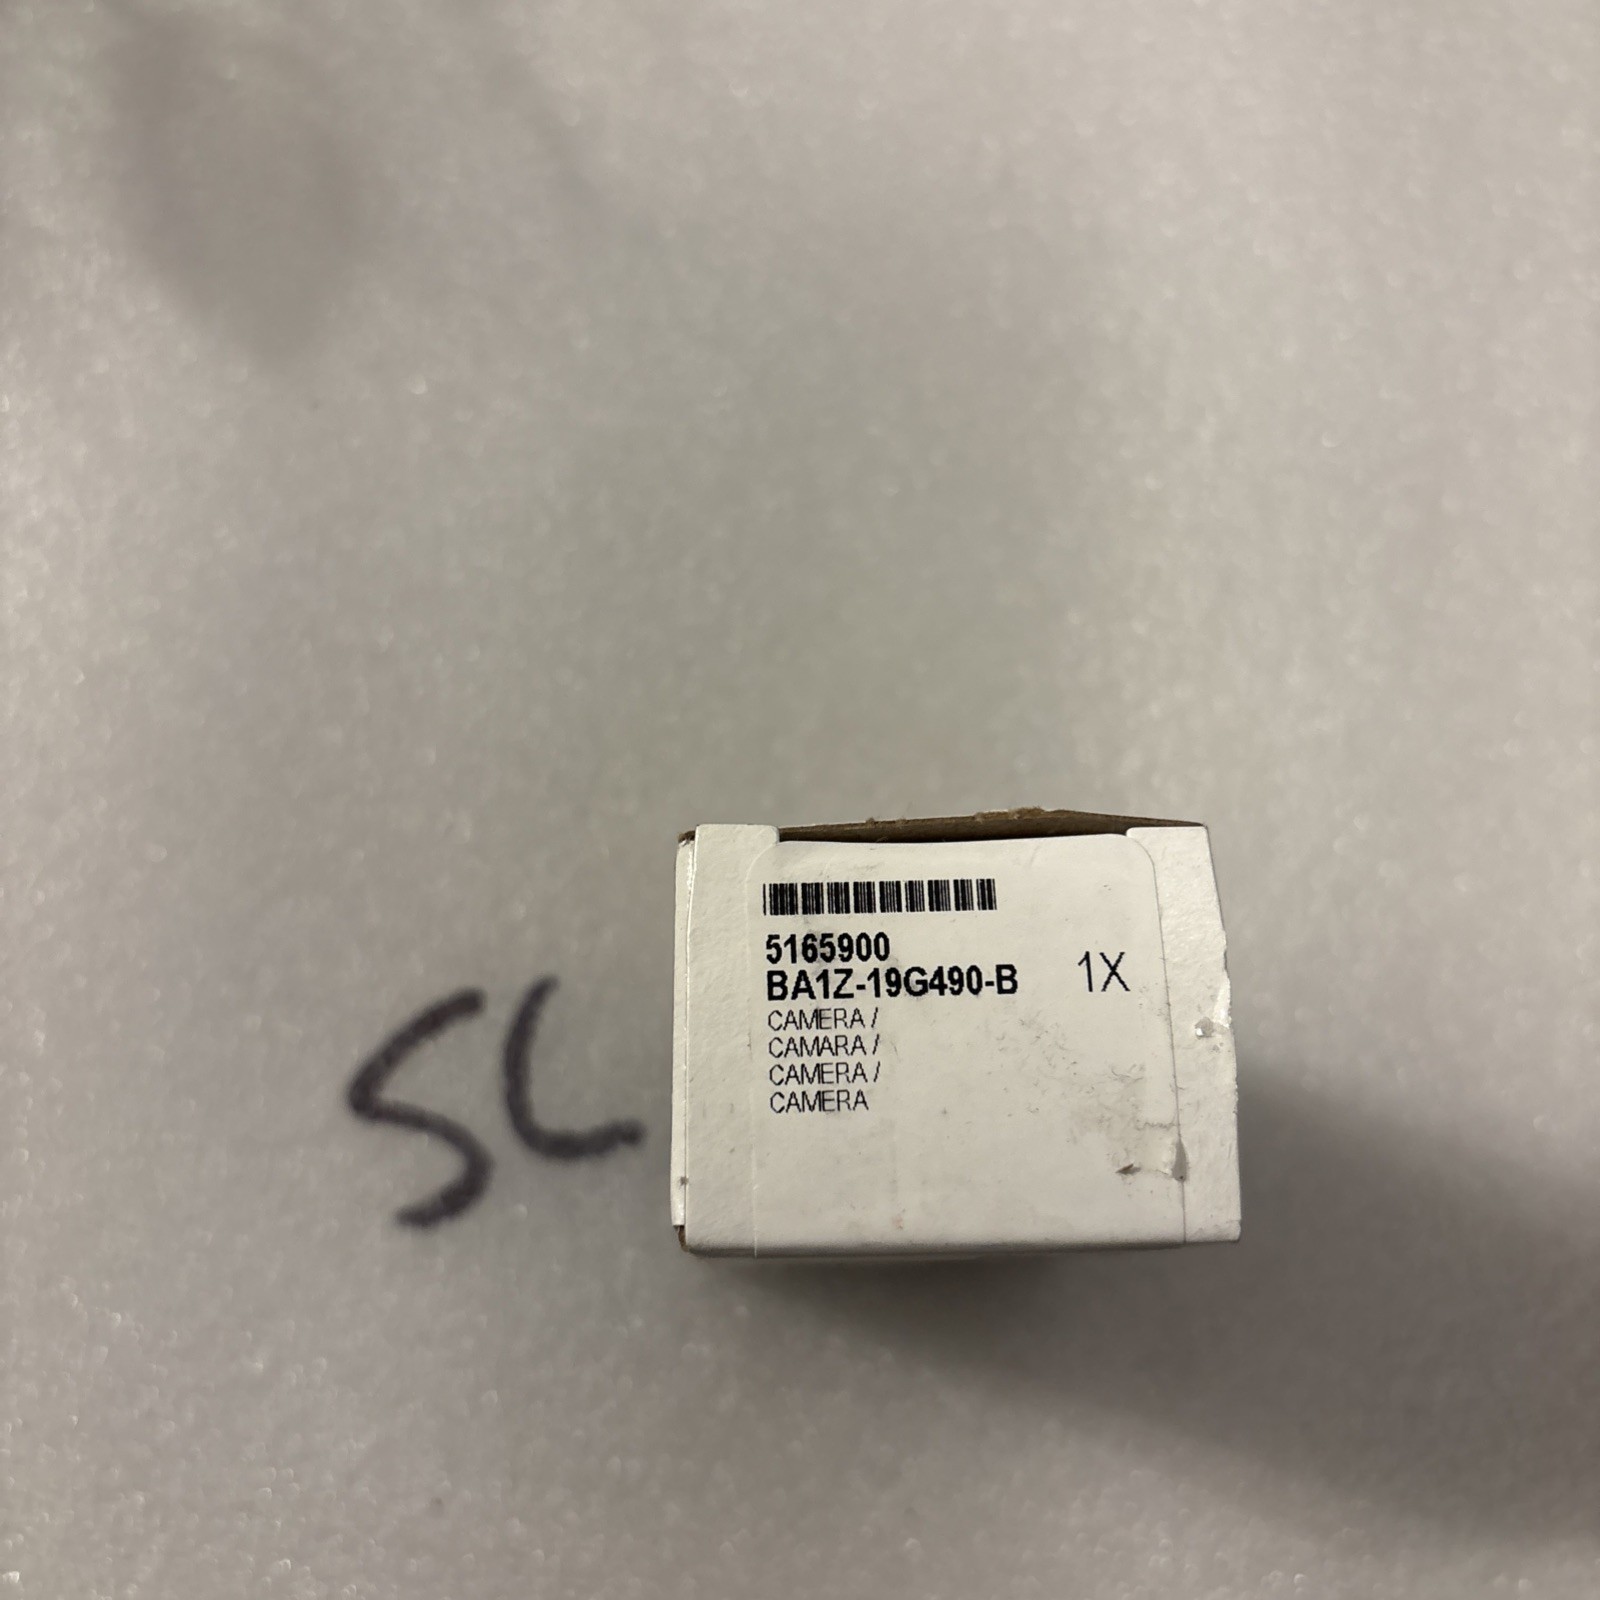 5165900
BA1Z-19G490-B 1X
CAMERA /
CAMARA /
CAMERA /
CAMERA
SL